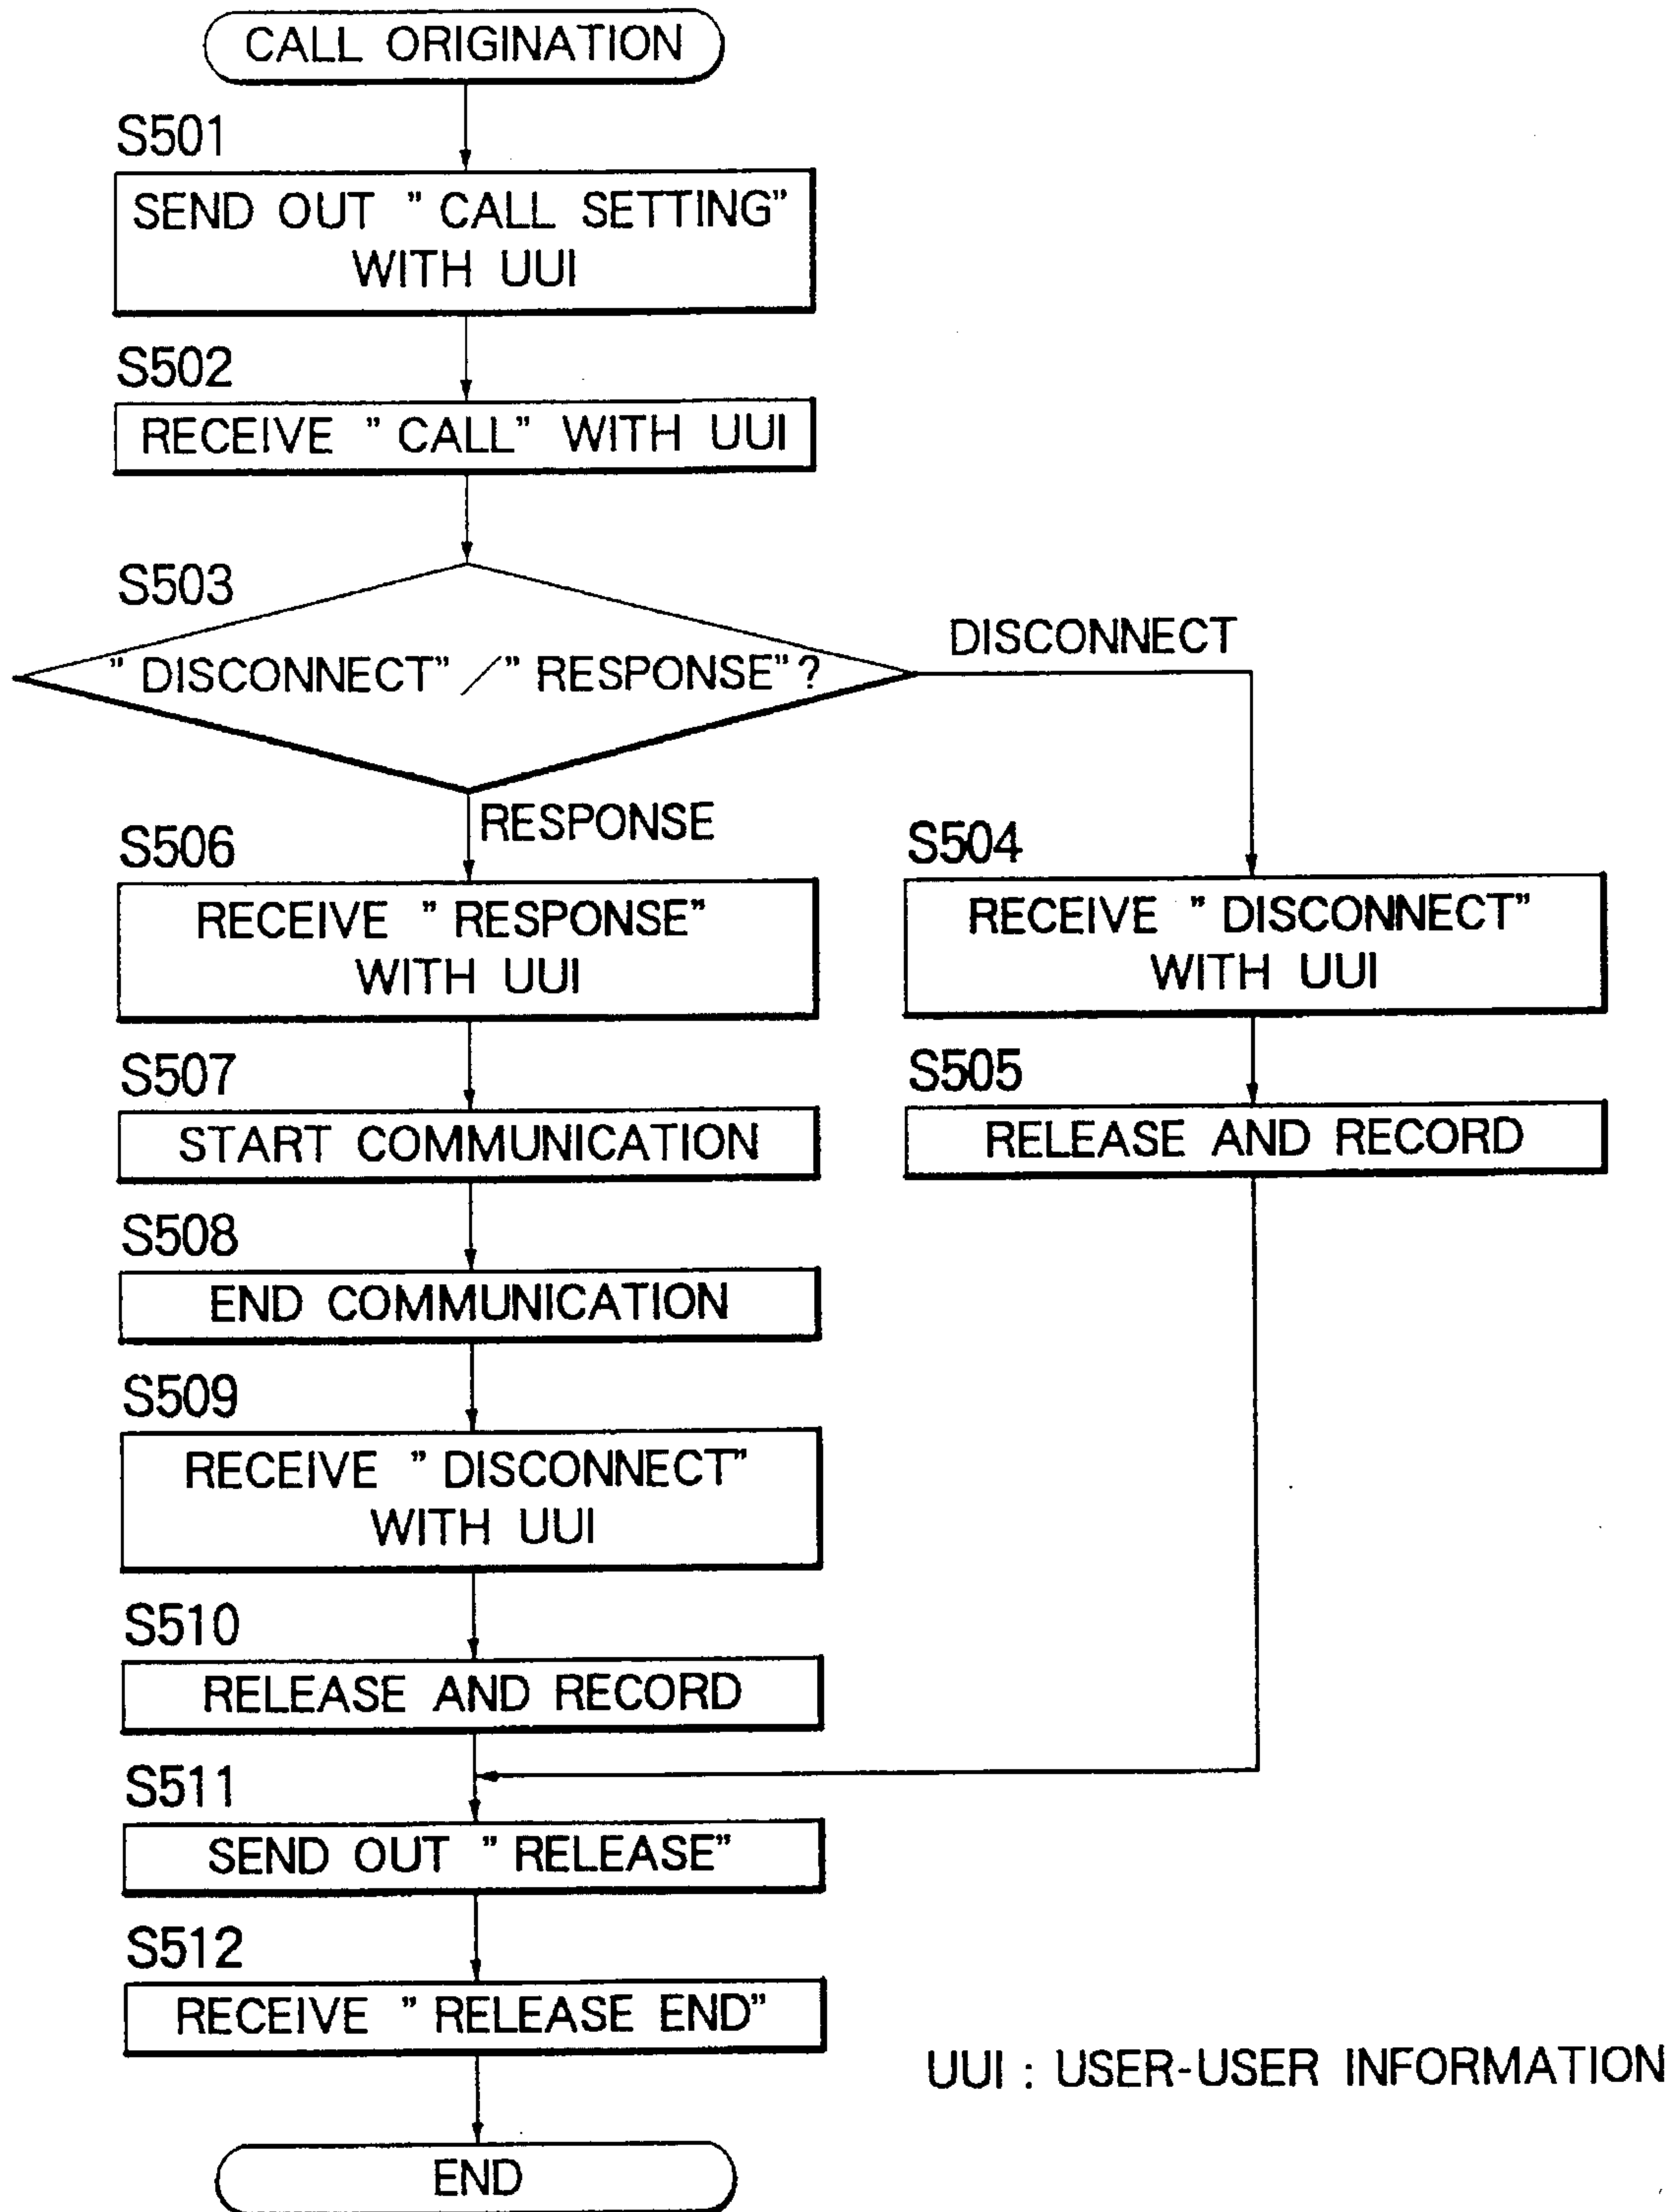 CALL ORIGINATION
S501
SEND OUT "CALL SETTING"
WITH UUI
S502
RECEIVE "CALL" WITH UUI
S503
"DISCONNECT"/"RESPONSE"?
DISCONNECT
RESPONSE
S506
RECEIVE "RESPONSE"
WITH UUI
S504
RECEIVE "DISCONNECT"
WITH UUI
S507
START COMMUNICATION
S505
RELEASE AND RECORD
S508
END COMMUNICATION
S509
RECEIVE "DISCONNECT"
WITH UUI
S510
RELEASE AND RECORD
S511
SEND OUT "RELEASE"
S512
RECEIVE "RELEASE END"
UUI : USER-USER INFORMATION
END